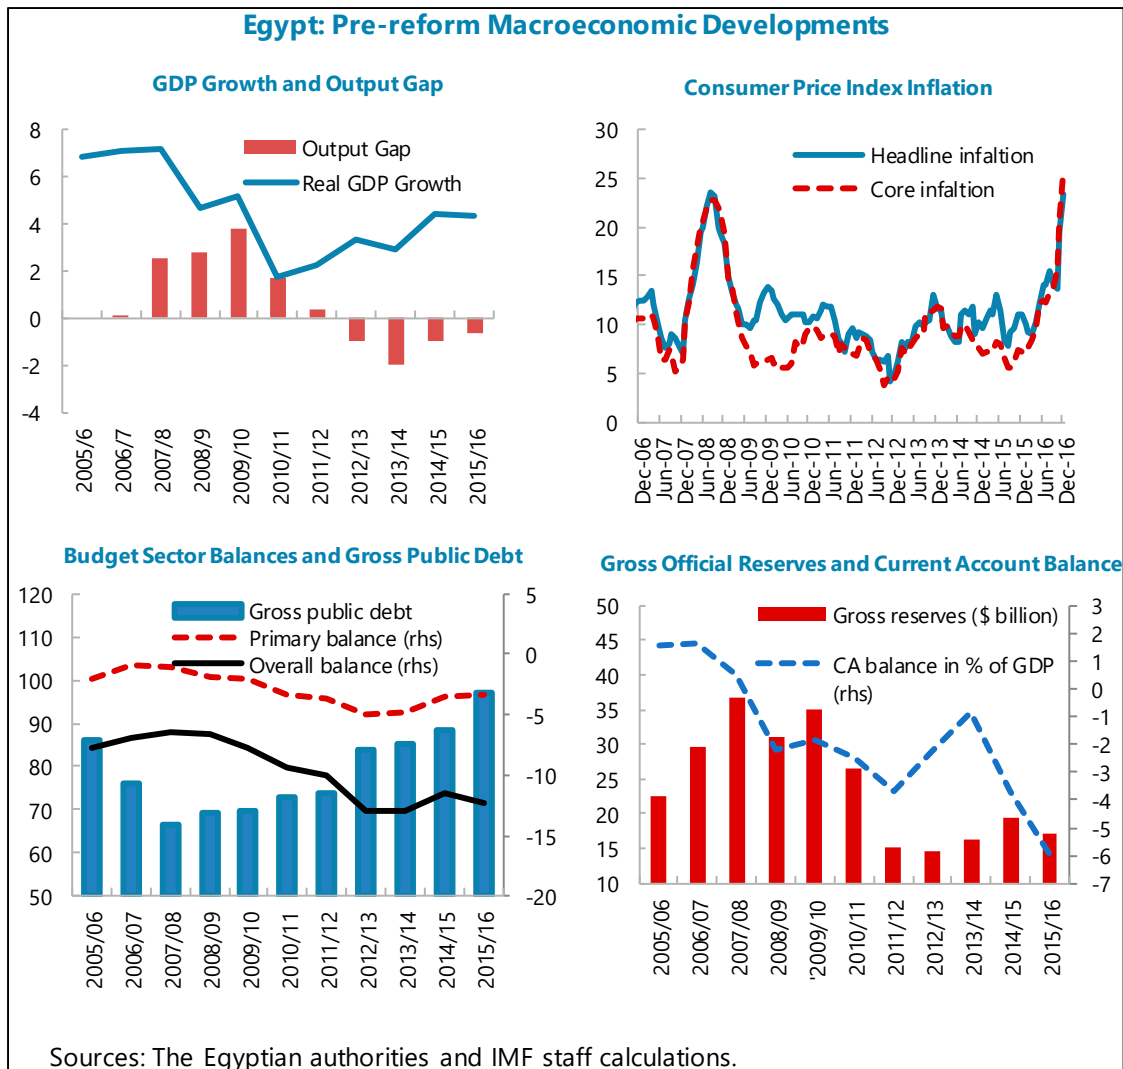 Egypt: Pre-reform Macroeconomic Developments
GDP Growth and Output Gap
8
6
4
2
0
-2
-4
Output Gap
Real GDP Growth
2005/6
2006/7
2007/8
2008/9
2009/10
2010/11
2011/12
2012/13
2013/14
2014/15
2015/16
Consumer Price Index Inflation
30
25
20
15
10
5
0
Headline infaltion
Core infaltion
Dec-06
Jun-07
Dec-07
Jun-08
Dec-08
Jun-09
Dec-09
Jun-10
Dec-10
Jun-11
Dec-11
Jun-12
Dec-12
Jun-13
Dec-13
Jun-14
Dec-14
Jun-15
Dec-15
Jun-16
Dec-16
Budget Sector Balances and Gross Public Debt
120
110
100
90
80
70
60
50
Gross public debt
Primary balance (rhs)
Overall balance (rhs)
5
0
-5
-10
-15
-20
2005/06
2006/07
2007/08
2008/09
2009/10
2010/11
2011/12
2012/13
2013/14
2014/15
2015/16
Gross Official Reserves and Current Account Balance
50
45
40
35
30
25
20
15
10
Gross reserves ($ billion)
CA balance in % of GDP
(rhs)
3
2
1
0
-1
-2
-3
-4
-5
-6
-7
2005/06
2006/07
2007/08
2008/09
'2009/10
2010/11
2011/12
2012/13
2013/14
2014/15
2015/16
Sources: The Egyptian authorities and IMF staff calculations.